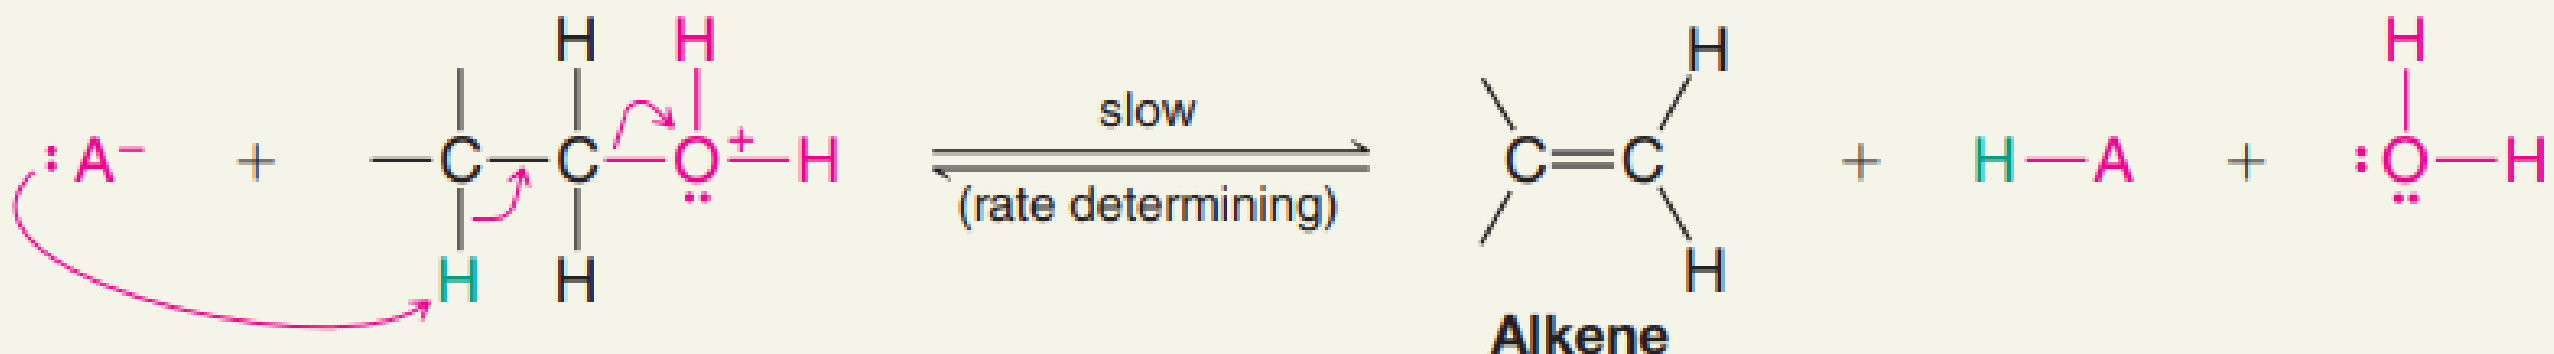 H H H H
slow
:A− + C C O+ H C C + H A + :O H
(rate determining)
H H H
Alkene